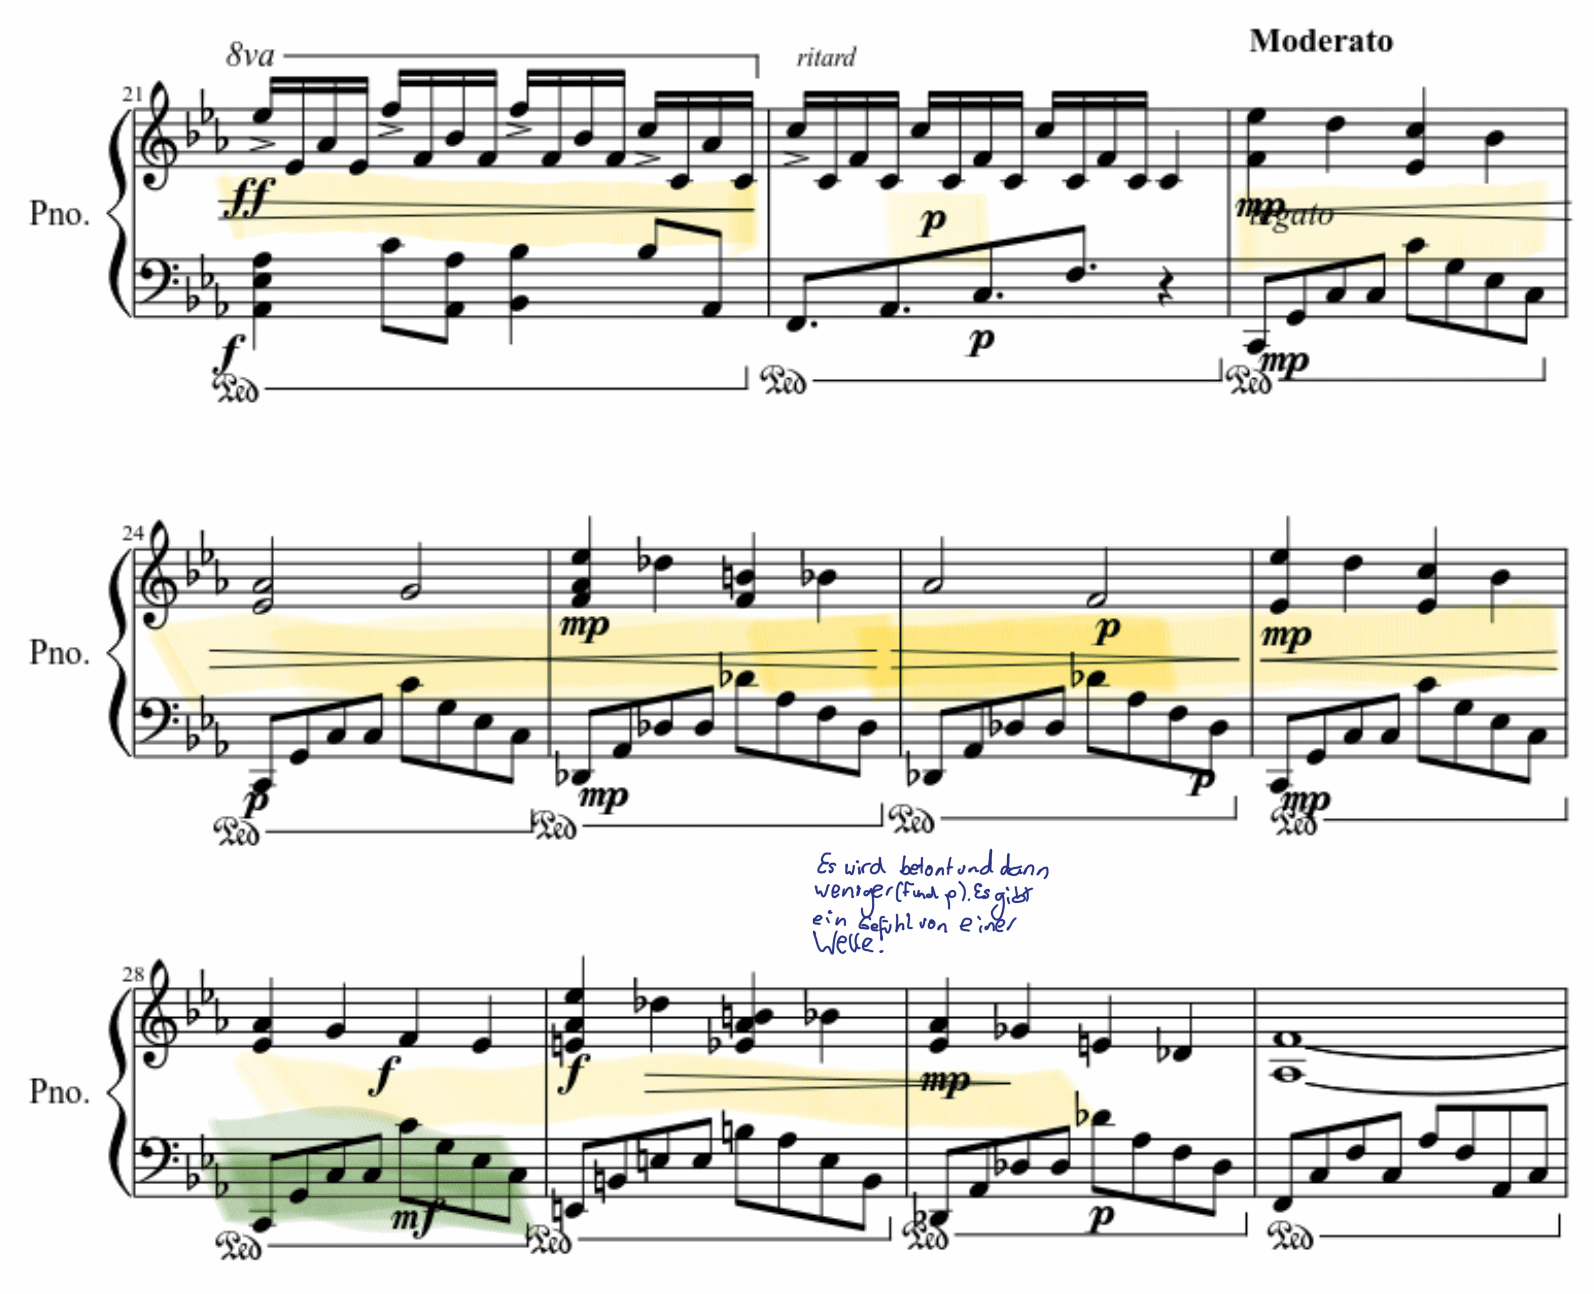 8va
ritard
Moderato
21
ff
p
mp
legato
Pno.
f
p
mp
Ped
Ped
Ped
24
mp
p
mp
Pno.
p
mp
p
mp
Ped
Ped
Ped
Ped
Es wird betont und dann
weniger (f und p). Es gibt
ein Gefühl von einer
Welle.
28
f
f
mp
Pno.
mf
p
Ped
Ped
Ped
Ped